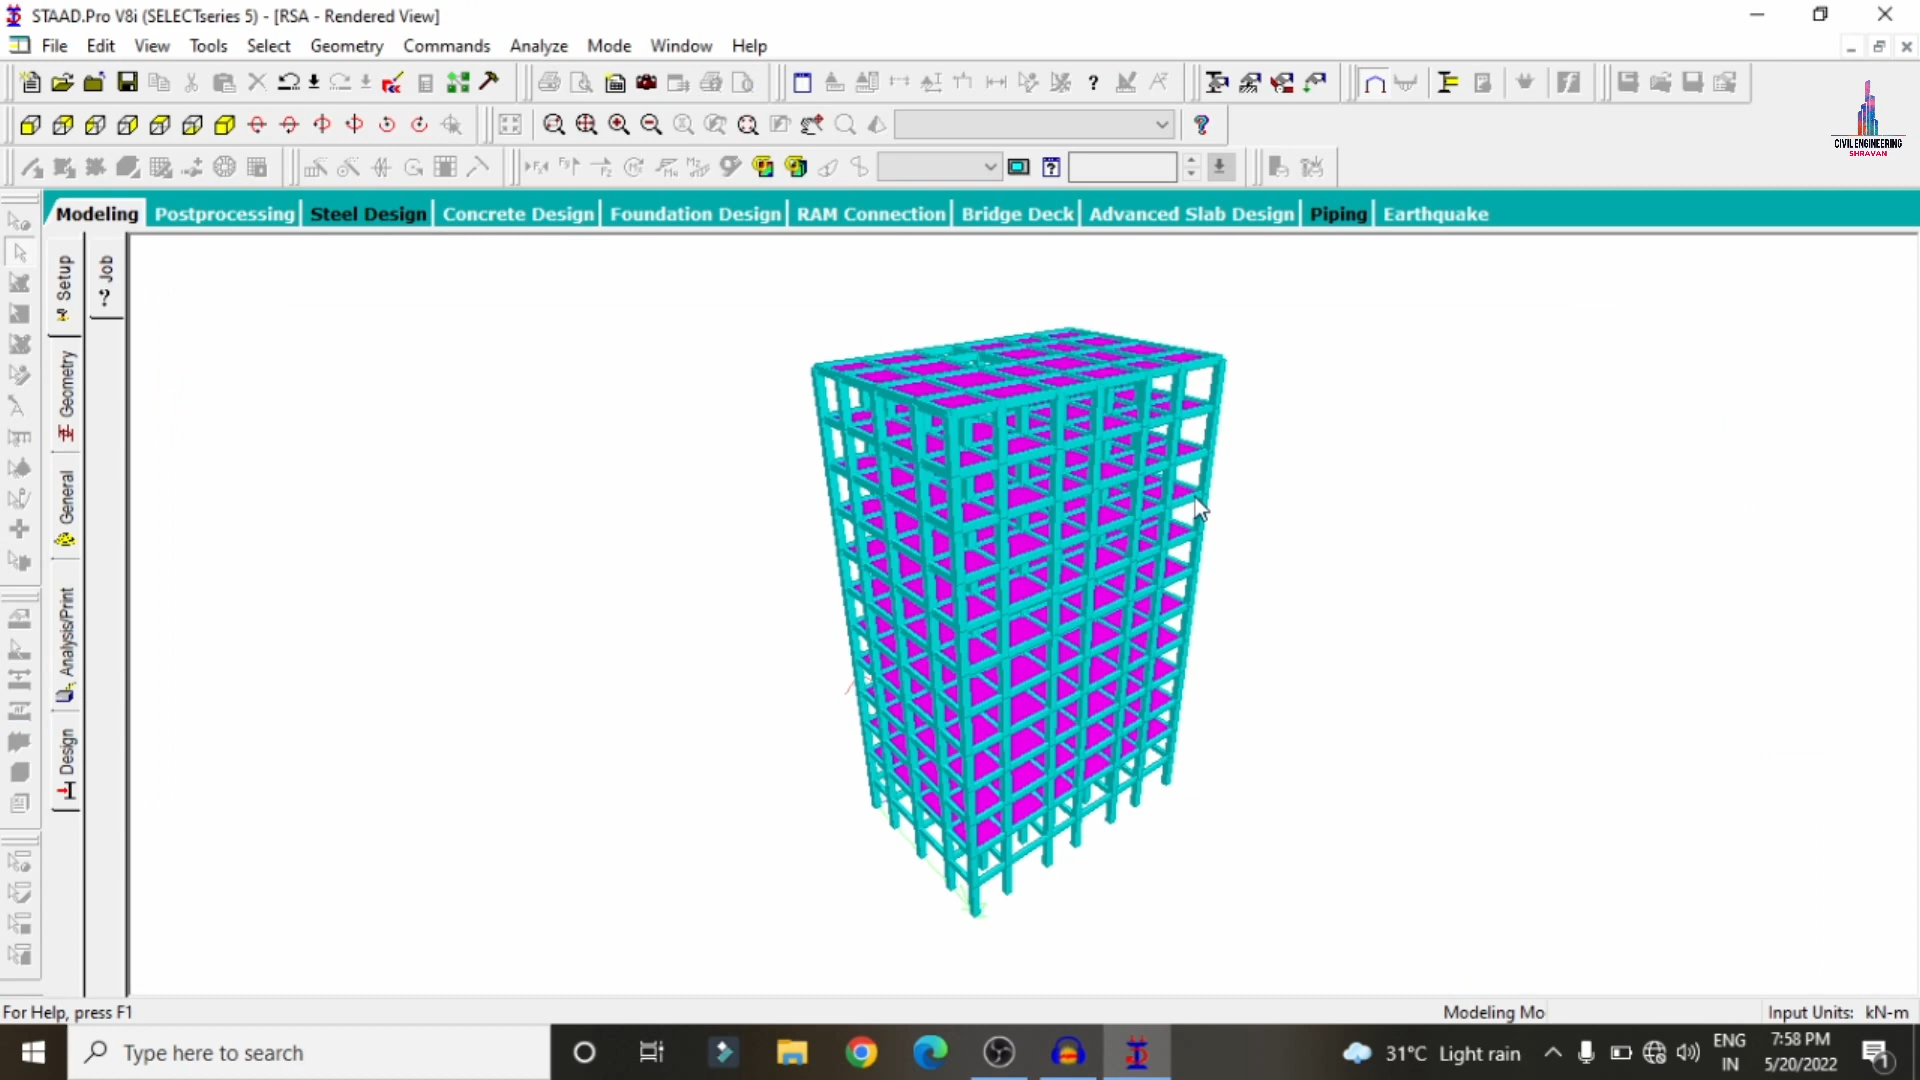 STAAD.Pro V8i (SELECTseries 5) - [RSA - Rendered View]
File Edit View Tools Select Geometry Commands Analyze Mode Window Help
CIVIL ENGINEERING
SHRAVAN
Modeling Postprocessing Steel Design Concrete Design Foundation Design RAM Connection Bridge Deck Advanced Slab Design Piping Earthquake
Setup
Job
Geometry
General
Analysis/Print
Design
For Help, press F1
Modeling Mo
Input Units: kN-m
Type here to search
31°C Light rain
ENG
IN
7:58 PM
5/20/2022
1